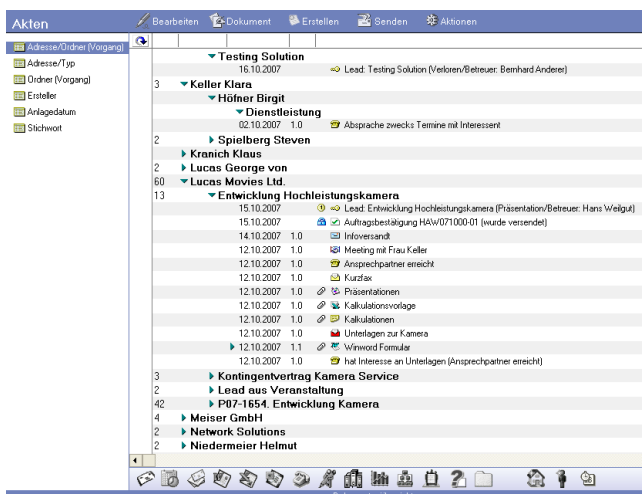 Akten
Bearbeiten Dokument Erstellen Senden Aktionen
Adresse/Ordner (Vorgang)
Adresse/Typ
Ordner (Vorgang)
Ersteller
Anlagedatum
Stichwort
Testing Solution
16.10.2007 Lead: Testing Solution (Verloren/Betreuer: Bernhard Anderer)
3 Keller Klara
Höfner Birgit
Dienstleistung
02.10.2007 1.0 Absprache zwecks Termine mit Interessent
2 Spielberg Steven
Kranich Klaus
2 Lucas George von
60 Lucas Movies Ltd.
13 Entwicklung Hochleistungskamera
15.10.2007 Lead: Entwicklung Hochleistungskamera (Präsentation/Betreuer: Hans Weilgut)
15.10.2007 Auftragsbestätigung HAW071000-01 (wurde versendet)
14.10.2007 1.0 Infoversandt
12.10.2007 1.0 Meeting mit Frau Keller
12.10.2007 1.0 Ansprechpartner erreicht
12.10.2007 1.0 Kurzfax
12.10.2007 1.0 Präsentationen
12.10.2007 1.0 Kalkulationsvorlage
12.10.2007 1.0 Kalkulationen
12.10.2007 1.0 Unterlagen zur Kamera
12.10.2007 1.1 Winword Formular
12.10.2007 1.0 hat Interesse an Unterlagen (Ansprechpartner erreicht)
3 Kontingentvertrag Kamera Service
2 Lead aus Veranstaltung
42 P07-1654. Entwicklung Kamera
4 Meiser GmbH
2 Network Solutions
2 Niedermeier Helmut